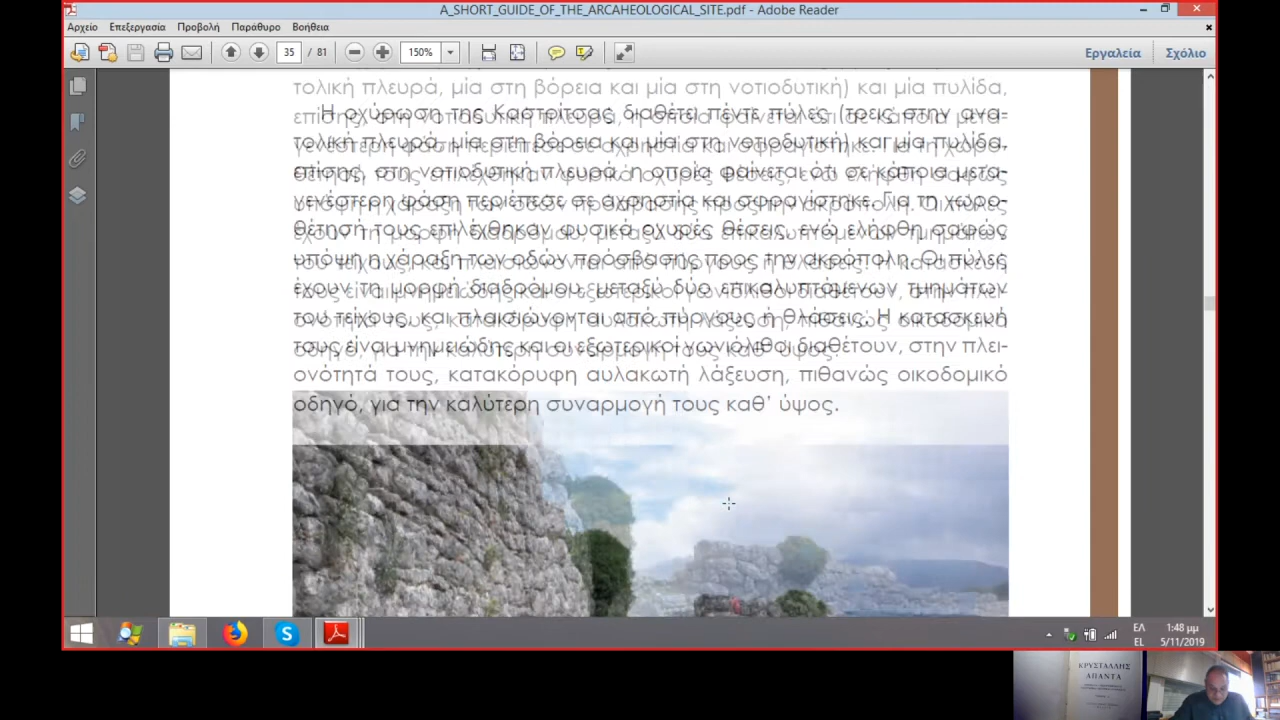 A_SHORT_GUIDE_OF_THE_ARCAHEOLOGICAL_SITE.pdf - Adobe Reader
Αρχείο Επεξεργασία Προβολή Παράθυρο Βοήθεια
35 / 81 150% Εργαλεία Σχόλιο
τολική πλευρά, μία στη βόρεια και μία στη νοτιοδυτική) και μία πυλίδα,
Η οχύρωση της Καστρίτσας διαθέτει πέντε πύλες (τρεις στην ανα-
τολική πλευρά, μία στη βόρεια και μία στη νοτιοδυτική) και μία πυλίδα,
επίσης, στη νοτιοδυτική πλευρά, η οποία φαίνεται ότι σε κάποια μετα-
γενέστερη φάση περιέπεσε σε αχρηστία και σφραγίστηκε. Για τη χωρο-
θέτησή τους επιλέχθηκαν φυσικά οχυρές θέσεις, ενώ ελήφθη σαφώς
υπόψη η χάραξη των οδών πρόσβασης προς την ακρόπολη. Οι πύλες
έχουν τη μορφή διαδρόμου, μεταξύ δύο επικαλυπτόμενων τμημάτων
του τείχους, και πλαισιώνονται από πύργους ή θλάσεις. Η κατασκευή
τους είναι μνημειώδης και οι εξωτερικοί γωνιόλιθοι διαθέτουν, στην πλει-
ονότητά τους, κατακόρυφη αυλακωτή λάξευση, πιθανώς οικοδομικό
οδηγό, για την καλύτερη συναρμογή τους καθ' ύψος.
ΕΛ 1:48 μμ
EL 5/11/2019
ΚΡΥΣΤΑΛΛΗΣ
ΑΠΑΝΤΑ